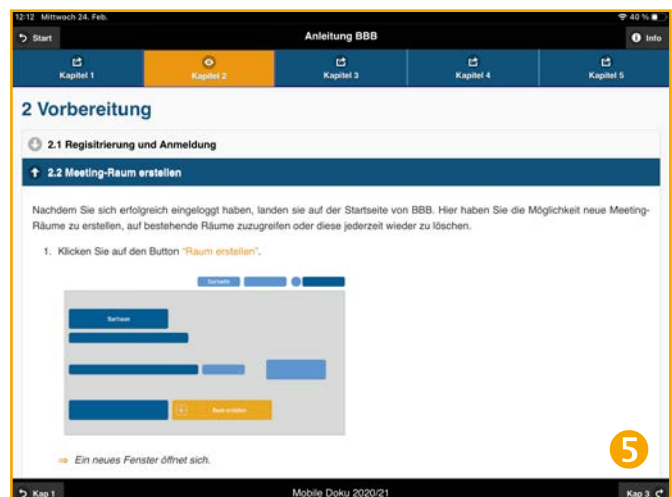 12:12 Mittwoch 24. Feb.
40 %
Start
Anleitung BBB
Info
Kapitel 1
Kapitel 2
Kapitel 3
Kapitel 4
Kapitel 5
2 Vorbereitung
2.1 Regisitrierung und Anmeldung
2.2 Meeting-Raum erstellen
Nachdem Sie sich erfolgreich eingeloggt haben, landen sie auf der Startseite von BBB. Hier haben Sie die Möglichkeit neue Meeting-
Räume zu erstellen, auf bestehende Räume zuzugreifen oder diese jederzeit wieder zu löschen.
1. Klicken Sie auf den Button "Raum erstellen".
Startseite
Startraum
Raum erstellen
⇒ Ein neues Fenster öffnet sich.
5
Kap 1
Mobile Doku 2020/21
Kap 3